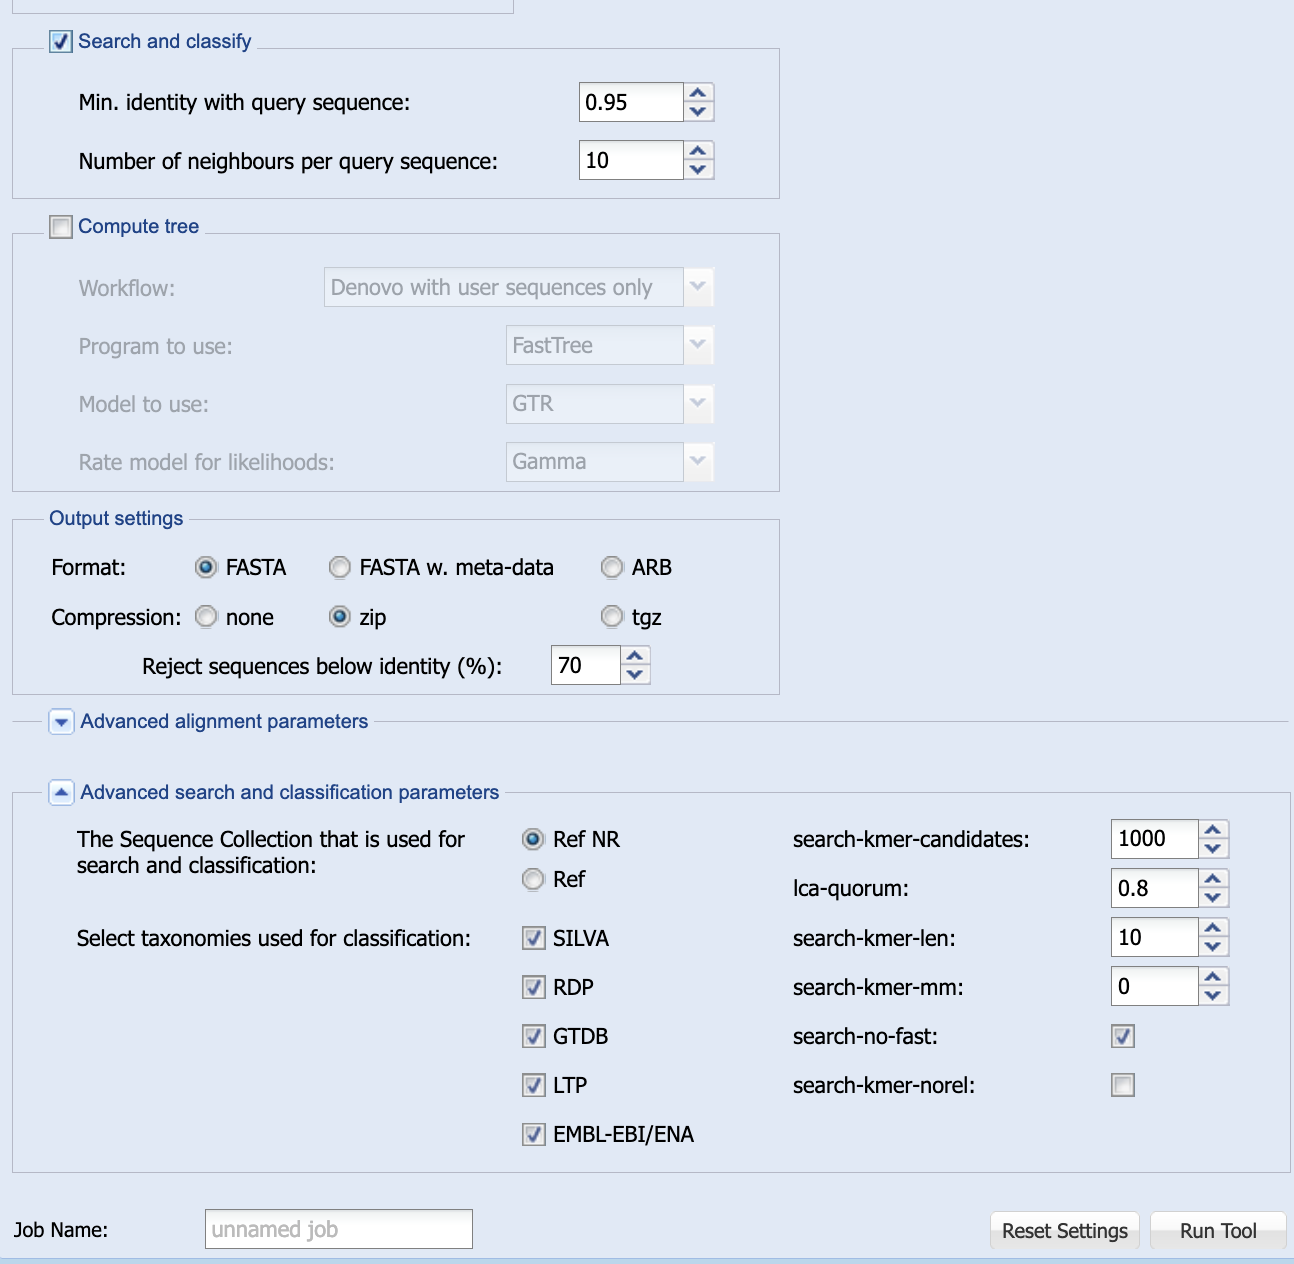 Search and classify
Min. identity with query sequence: 0.95
Number of neighbours per query sequence: 10
Compute tree
Workflow: Denovo with user sequences only
Program to use: FastTree
Model to use: GTR
Rate model for likelihoods: Gamma
Output settings
Format: FASTA FASTA w. meta-data ARB
Compression: none zip tgz
Reject sequences below identity (%): 70
Advanced alignment parameters
Advanced search and classification parameters
The Sequence Collection that is used for
search and classification:
Ref NR
Ref
Select taxonomies used for classification:
SILVA
RDP
GTDB
LTP
EMBL-EBI/ENA
search-kmer-candidates: 1000
lca-quorum: 0.8
search-kmer-len: 10
search-kmer-mm: 0
search-no-fast:
search-kmer-norel:
Job Name: unnamed job
Reset Settings Run Tool